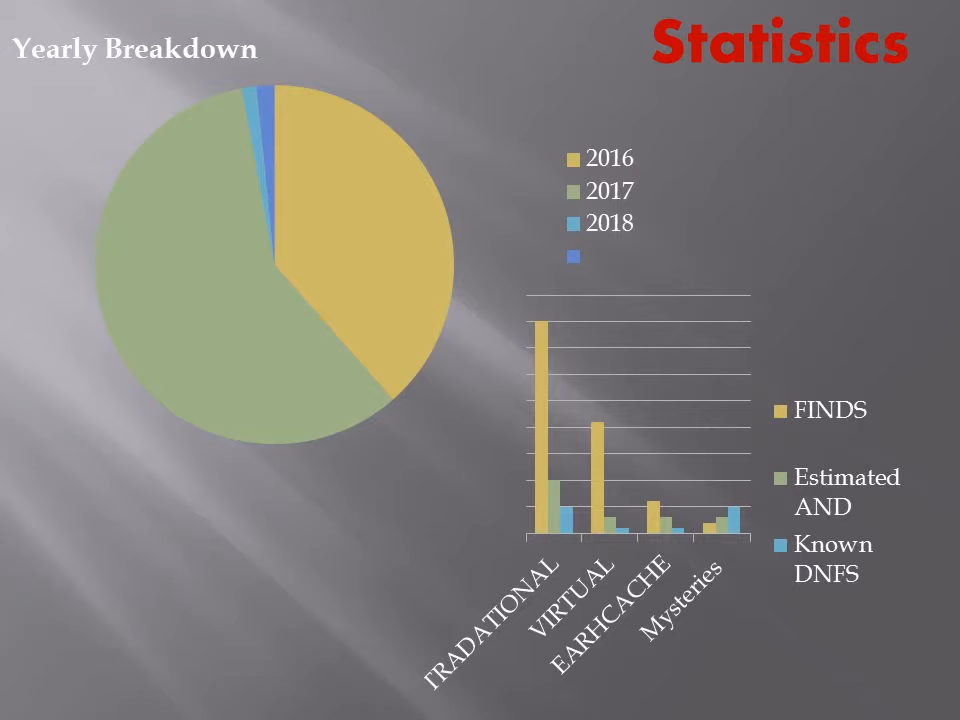 Yearly Breakdown
Statistics
2016
2017
2018
FINDS
Estimated
AND
Known
DNFS
TRADATIONAL
VIRTUAL
EARHCACHE
Mysteries